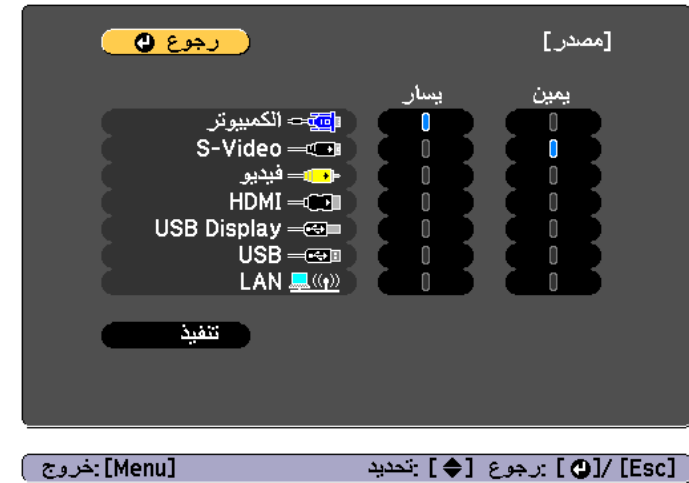 [مصدر] رجوع
يمين يسار
الكمبيوتر
S-Video
فيديو
HDMI
USB Display
USB
LAN
تنفيذ
[Esc] /[ ] :رجوع [ ] :تحديد [Menu] :خروج